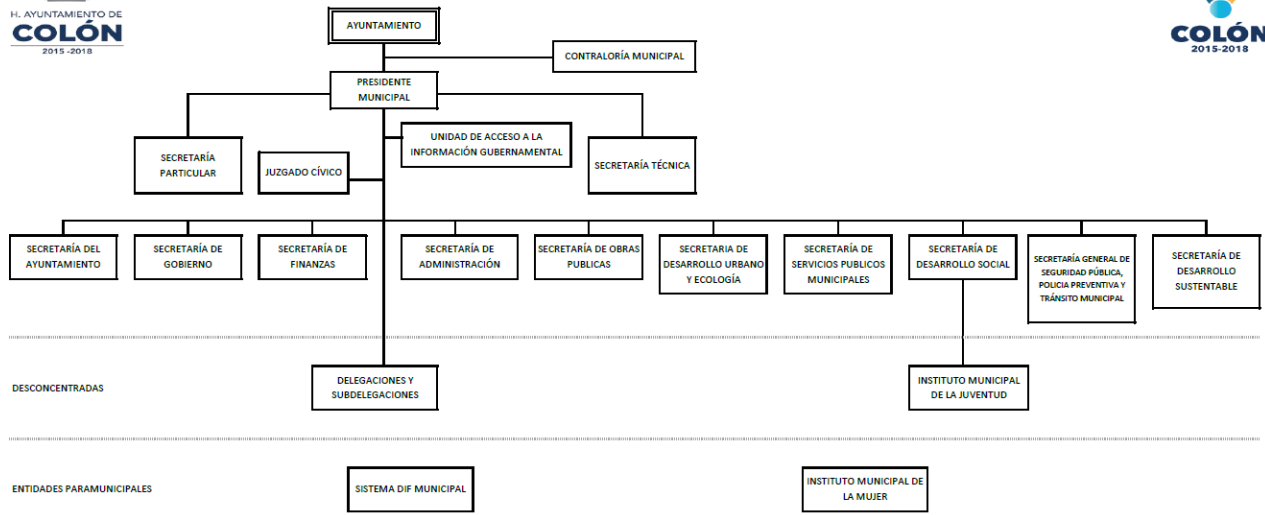 H. AYUNTAMIENTO DE
COLÓN
2015-2018
COLÓN
2015-2018
AYUNTAMIENTO
CONTRALORÍA MUNICIPAL
PRESIDENTE
MUNICIPAL
SECRETARÍA
PARTICULAR
JUZGADO CÍVICO
UNIDAD DE ACCESO A LA
INFORMACIÓN GUBERNAMENTAL
SECRETARÍA TÉCNICA
SECRETARÍA DEL
AYUNTAMIENTO
SECRETARÍA DE
GOBIERNO
SECRETARÍA DE
FINANZAS
SECRETARÍA DE
ADMINISTRACIÓN
SECRETARÍA DE OBRAS
PUBLICAS
SECRETARIA DE
DESARROLLO URBANO
Y ECOLOGÍA
SECRETARÍA DE
SERVICIOS PUBLICOS
MUNICIPALES
SECRETARÍA DE
DESARROLLO SOCIAL
SECRETARÍA GENERAL DE
SEGURIDAD PÚBLICA,
POLICIA PREVENTIVA Y
TRÁNSITO MUNICIPAL
SECRETARÍA DE
DESARROLLO
SUSTENTABLE
DESCONCENTRADAS
DELEGACIONES Y
SUBDELEGACIONES
INSTITUTO MUNICIPAL
DE LA JUVENTUD
ENTIDADES PARAMUNICIPALES
SISTEMA DIF MUNICIPAL
INSTITUTO MUNICIPAL DE
LA MUJER